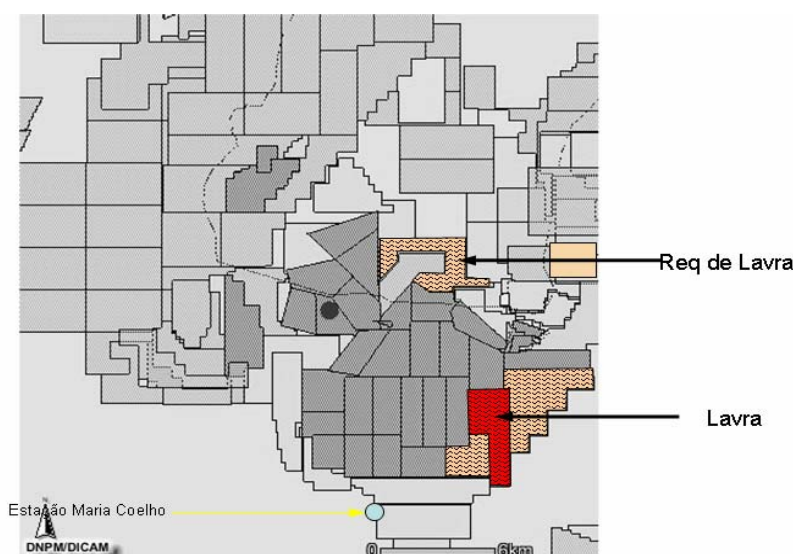 Req de Lavra
Lavra
Estação Maria Coelho
N
DNPM/DICAM
0 6km